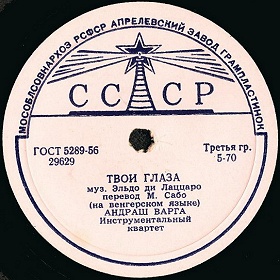 МОСОБЛСОВНАРХОЗ РСФСР АПРЕЛЕВСКИЙ ЗАВОД ГРАМПЛАСТИНОК
СССР
ГОСТ 5289-56
29629
Третья гр.
5-70
ТВОИ ГЛАЗА
муз. Эльдо ди Лаццаро
перевод М. Сабо
(на венгерском языке)
АНДРАШ ВАРГА
Инструментальный
квартет